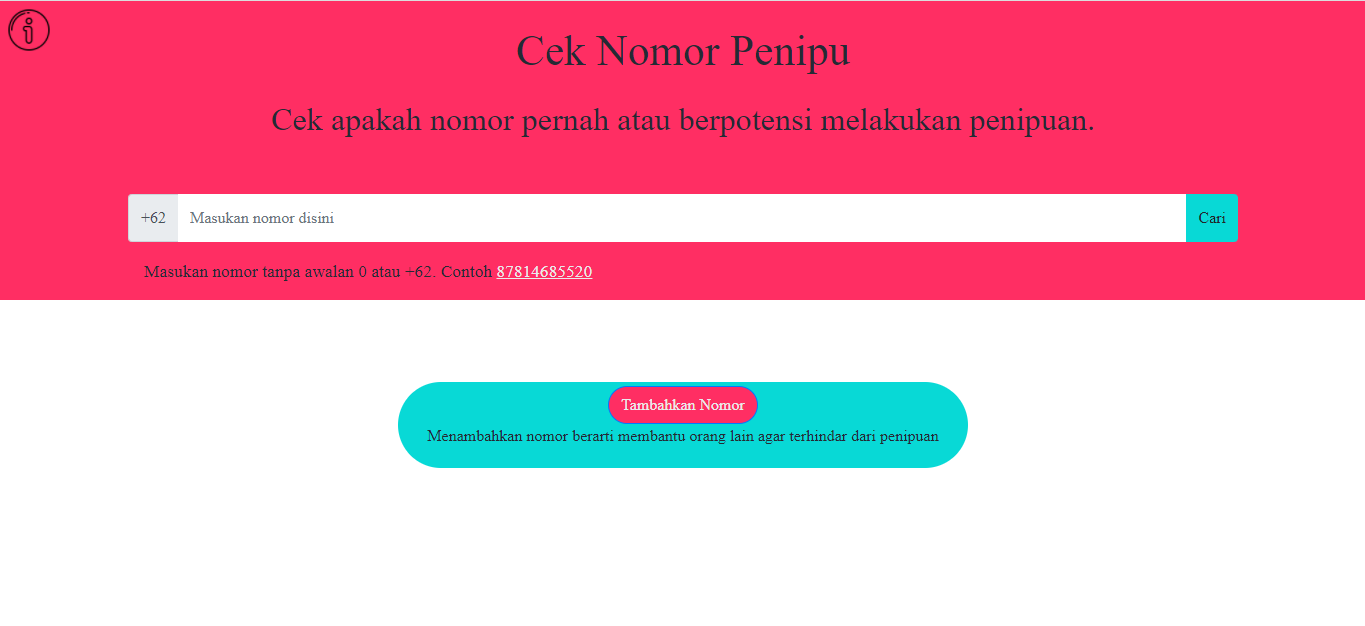 Cek Nomor Penipu
Cek apakah nomor pernah atau berpotensi melakukan penipuan.
+62 Masukan nomor disini Cari
Masukan nomor tanpa awalan 0 atau +62. Contoh 87814685520
Tambahkan Nomor
Menambahkan nomor berarti membantu orang lain agar terhindar dari penipuan